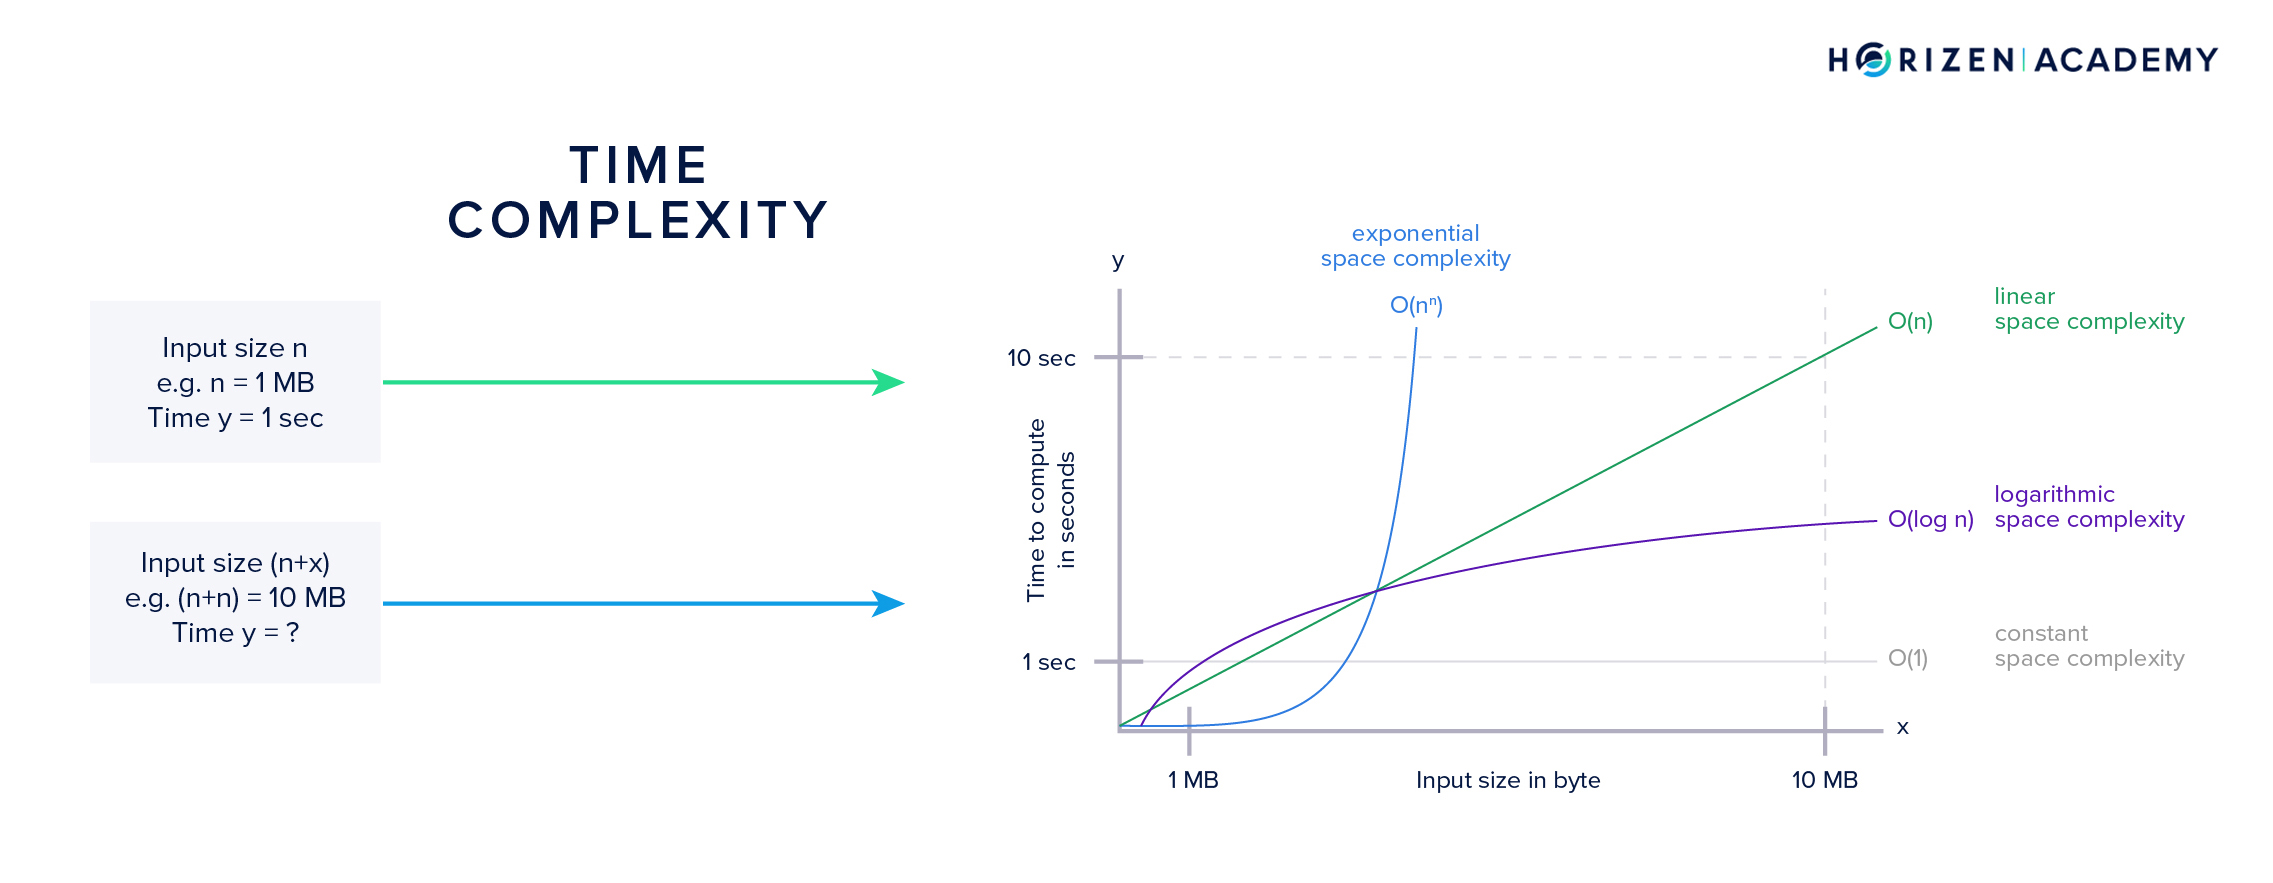 HORIZEN | ACADEMY
TIME
COMPLEXITY
Input size n
e.g. n = 1 MB
Time y = 1 sec
Input size (n+x)
e.g. (n+n) = 10 MB
Time y = ?
exponential
space complexity
O(nⁿ)
y
10 sec
Time to compute
in seconds
1 sec
linear
O(n) space complexity
logarithmic
O(log n) space complexity
constant
O(1) space complexity
x
1 MB Input size in byte 10 MB